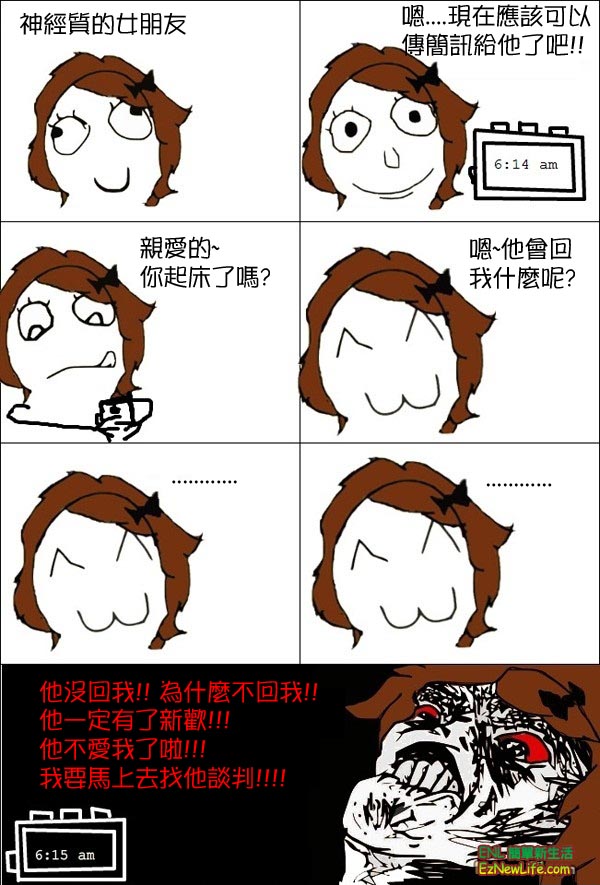 神經質的女朋友
嗯....現在應該可以
傳簡訊給他了吧!!
6:14 am
親愛的~
你起床了嗎?
嗯~他會回
我什麼呢?
............
............
他沒回我!! 為什麼不回我!!
他一定有了新歡!!!
他不愛我了啦!!!
我要馬上去找他談判!!!!
6:15 am
ENL 簡單新生活
EzNewLife.com